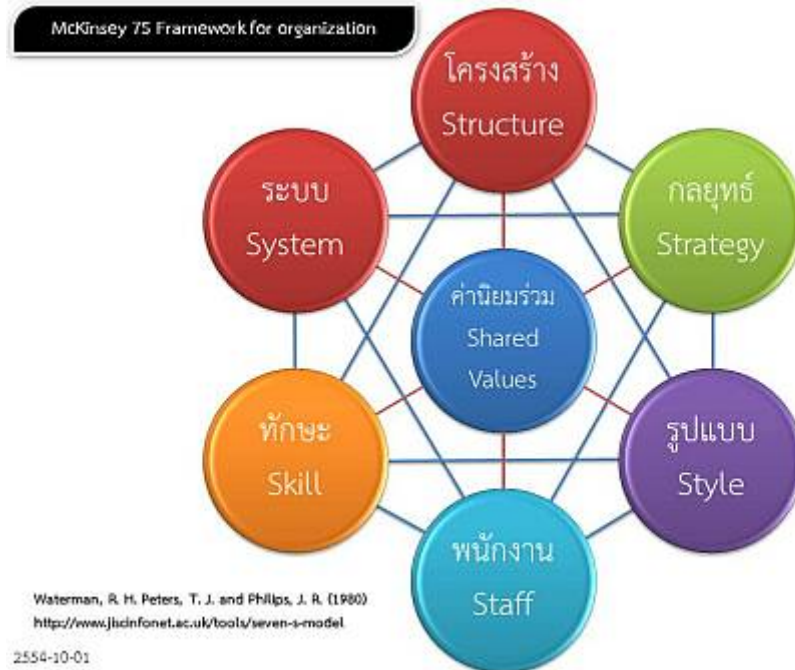 McKinsey 7S Framework for organization
โครงสร้าง
Structure
ระบบ
System
กลยุทธ์
Strategy
ค่านิยมร่วม
Shared
Values
ทักษะ
Skill
รูปแบบ
Style
พนักงาน
Staff
Waterman, R. H. Peters, T. J. and Philips, J. R. (1980)
http://www.jiscinfonet.ac.uk/tools/seven-s-model
2554-10-01